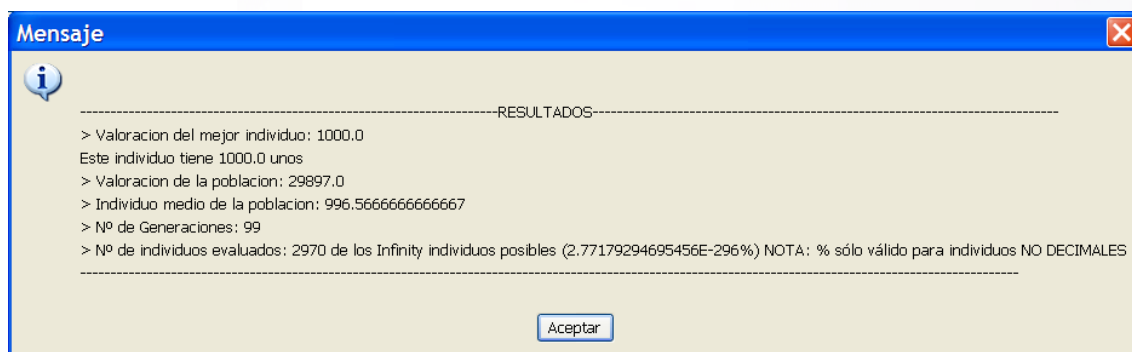 Mensaje
----------------------------------------------------------------------RESULTADOS------------------------------------------------------------------------------
> Valoracion del mejor individuo: 1000.0
Este individuo tiene 1000.0 unos
> Valoracion de la poblacion: 29897.0
> Individuo medio de la poblacion: 996.5666666666667
> Nº de Generaciones: 99
> Nº de individuos evaluados: 2970 de los Infinity individuos posibles (2.77179294695456E-296%) NOTA: % sólo válido para individuos NO DECIMALES
------------------------------------------------------------------------------------------------------------------------------------------------------------
Aceptar